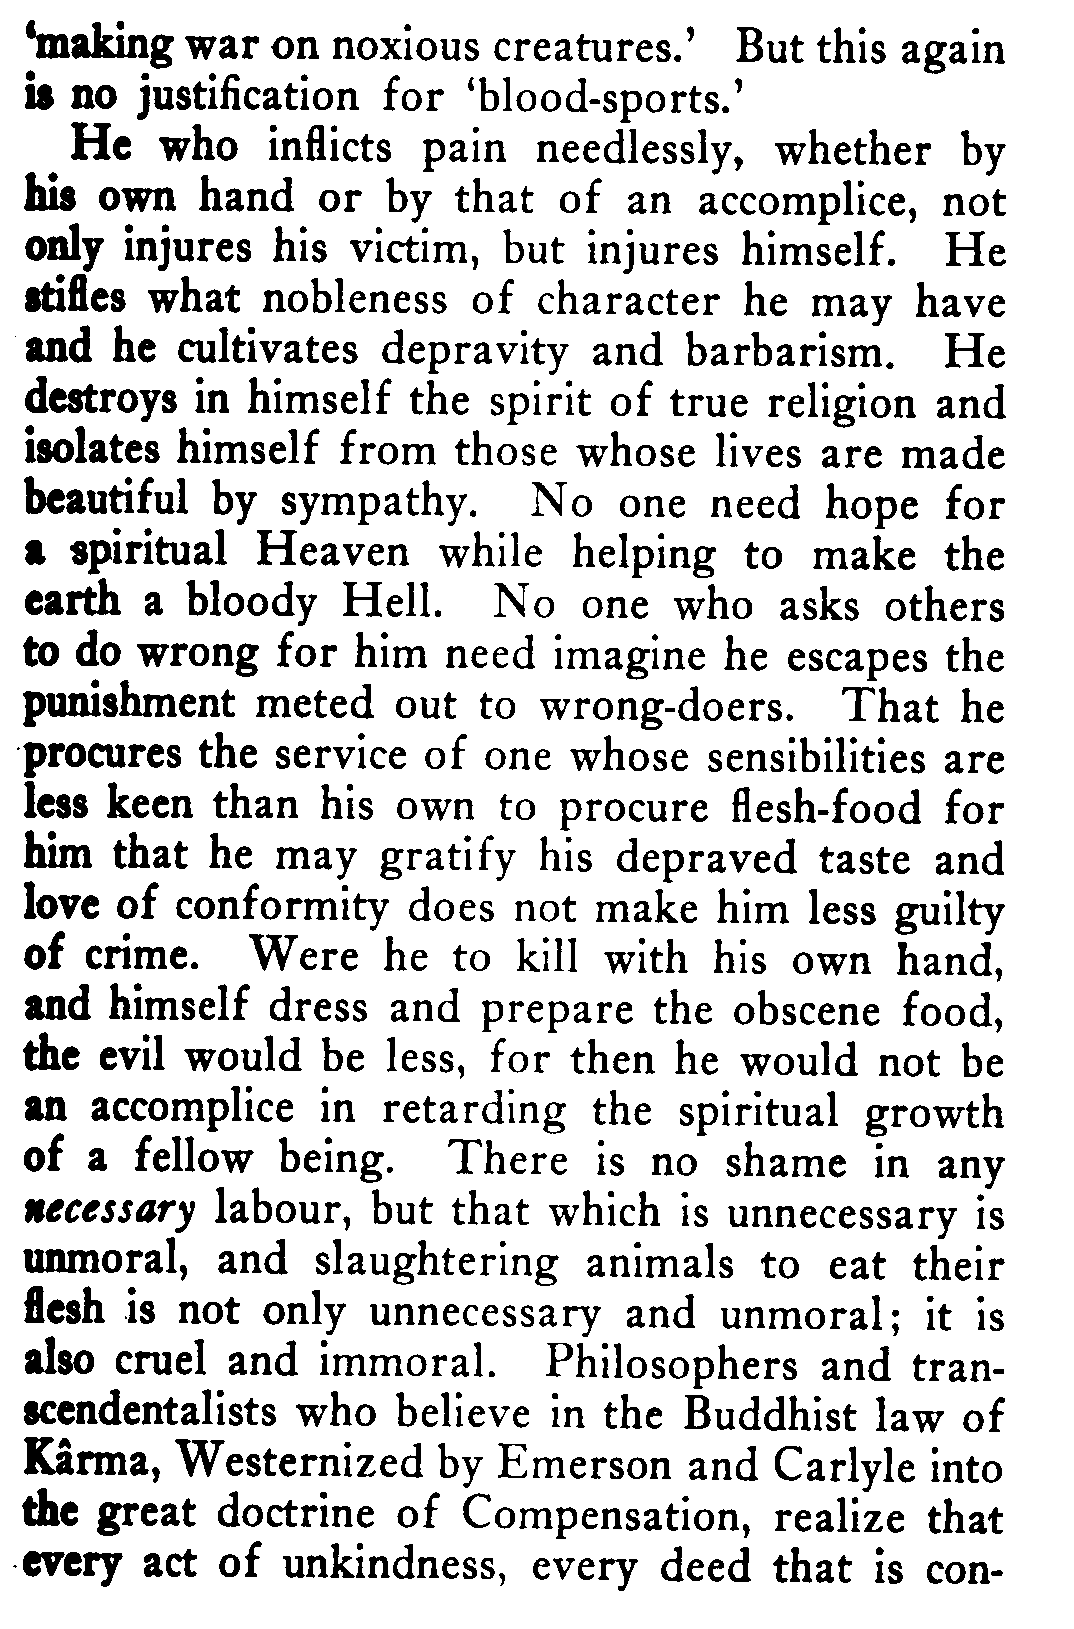 ‘making war on noxious creatures.’ But this again
is no justification for ‘blood-sports.’
He who inflicts pain needlessly, whether by
his own hand or by that of an accomplice, not
only injures his victim, but injures himself. He
stifles what nobleness of character he may have
and he cultivates depravity and barbarism. He
destroys in himself the spirit of true religion and
isolates himself from those whose lives are made
beautiful by sympathy. No one need hope for
a spiritual Heaven while helping to make the
earth a bloody Hell. No one who asks others
to do wrong for him need imagine he escapes the
punishment meted out to wrong-doers. That he
procures the service of one whose sensibilities are
less keen than his own to procure flesh-food for
him that he may gratify his depraved taste and
love of conformity does not make him less guilty
of crime. Were he to kill with his own hand,
and himself dress and prepare the obscene food,
the evil would be less, for then he would not be
an accomplice in retarding the spiritual growth
of a fellow being. There is no shame in any
necessary labour, but that which is unnecessary is
unmoral, and slaughtering animals to eat their
flesh is not only unnecessary and unmoral; it is
also cruel and immoral. Philosophers and tran-
scendentalists who believe in the Buddhist law of
Kârma, Westernized by Emerson and Carlyle into
the great doctrine of Compensation, realize that
every act of unkindness, every deed that is con-